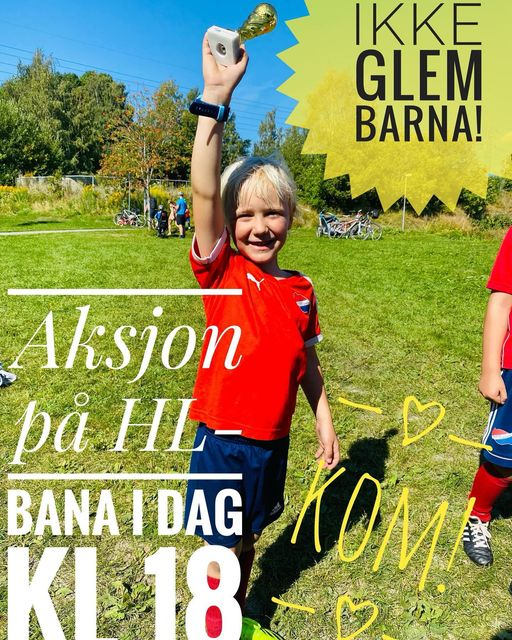 IKKE
GLEM
BARNA!
Aksjon
på HL-
BANA I DAG
KL 18
KOM!